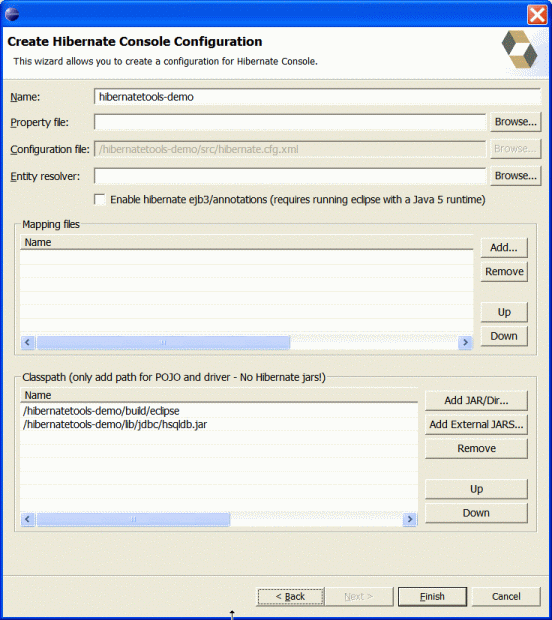 Create Hibernate Console Configuration
This wizard allows you to create a configuration for Hibernate Console.
Name: hibernatetools-demo
Property file: Browse...
Configuration file: /hibernatetools-demo/src/hibernate.cfg.xml Browse...
Entity resolver: Browse...
Enable hibernate ejb3/annotations (requires running eclipse with a Java 5 runtime)
Mapping files
Name
Add...
Remove
Up
Down
Classpath (only add path for POJO and driver - No Hibernate jars!)
Name
/hibernatetools-demo/build/eclipse
/hibernatetools-demo/lib/jdbc/hsqldb.jar
Add JAR/Dir...
Add External JARS...
Remove
Up
Down
< Back Next > Finish Cancel